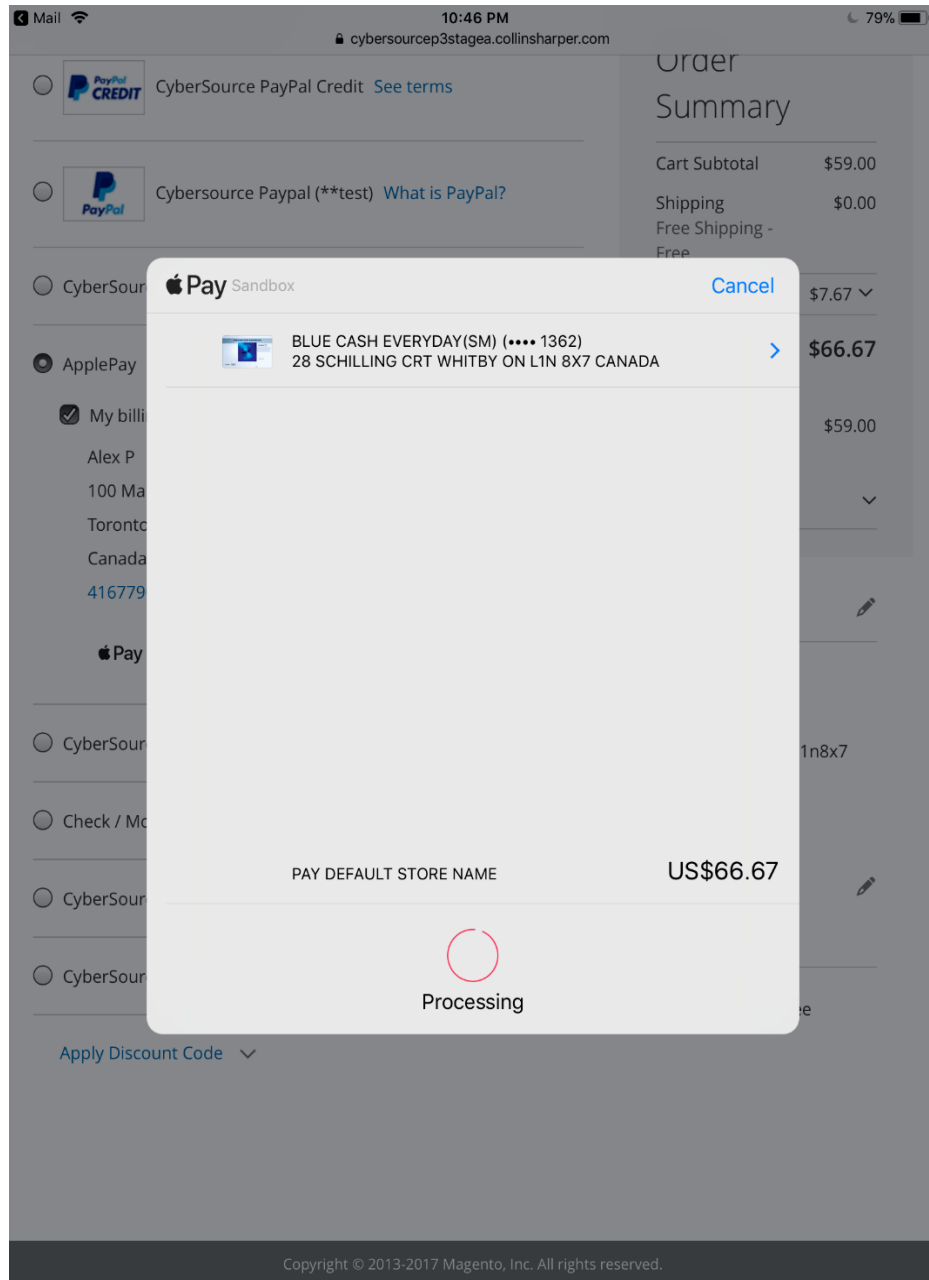 Mail
10:46 PM
79%
cybersourcep3stagea.collinsharper.com
PayPal
CREDIT
CyberSource PayPal Credit See terms
PayPal
Cybersource Paypal (**test) What is PayPal?
CyberSour
ApplePay
My billi
Alex P
100 Ma
Toronto
Canada
416779
Pay
CyberSour
Check / Mo
CyberSour
CyberSour
Apply Discount Code
Order
Summary
Cart Subtotal $59.00
Shipping $0.00
Free Shipping -
Free
$7.67
$66.67
$59.00
1n8x7
ee
Pay Sandbox
Cancel
BLUE CASH EVERYDAY(SM) (•••• 1362)
28 SCHILLING CRT WHITBY ON L1N 8X7 CANADA
PAY DEFAULT STORE NAME US$66.67
Processing
Copyright © 2013-2017 Magento, Inc. All rights reserved.